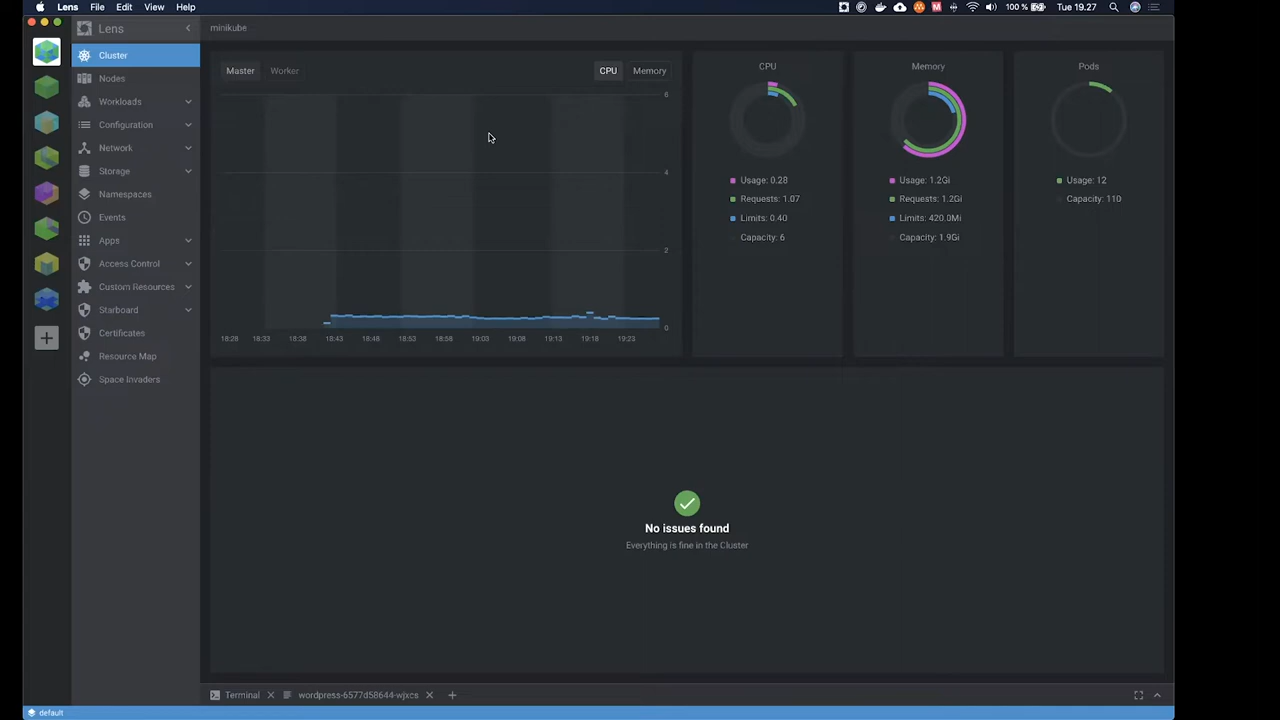 Lens File Edit View Help
100 % Tue 19.27
Lens
minikube
Cluster
Nodes
Workloads
Configuration
Network
Storage
Namespaces
Events
Apps
Access Control
Custom Resources
Starboard
Certificates
Resource Map
Space Invaders
Master Worker CPU Memory
6
4
2
0
18:28 18:33 18:38 18:43 18:48 18:53 18:58 19:03 19:08 19:13 19:18 19:23
CPU
Usage: 0.28
Requests: 1.07
Limits: 0.40
Capacity: 6
Memory
Usage: 1.2Gi
Requests: 1.2Gi
Limits: 420.0Mi
Capacity: 1.9Gi
Pods
Usage: 12
Capacity: 110
No issues found
Everything is fine in the Cluster
Terminal wordpress-6577d58644-wjxcs
default